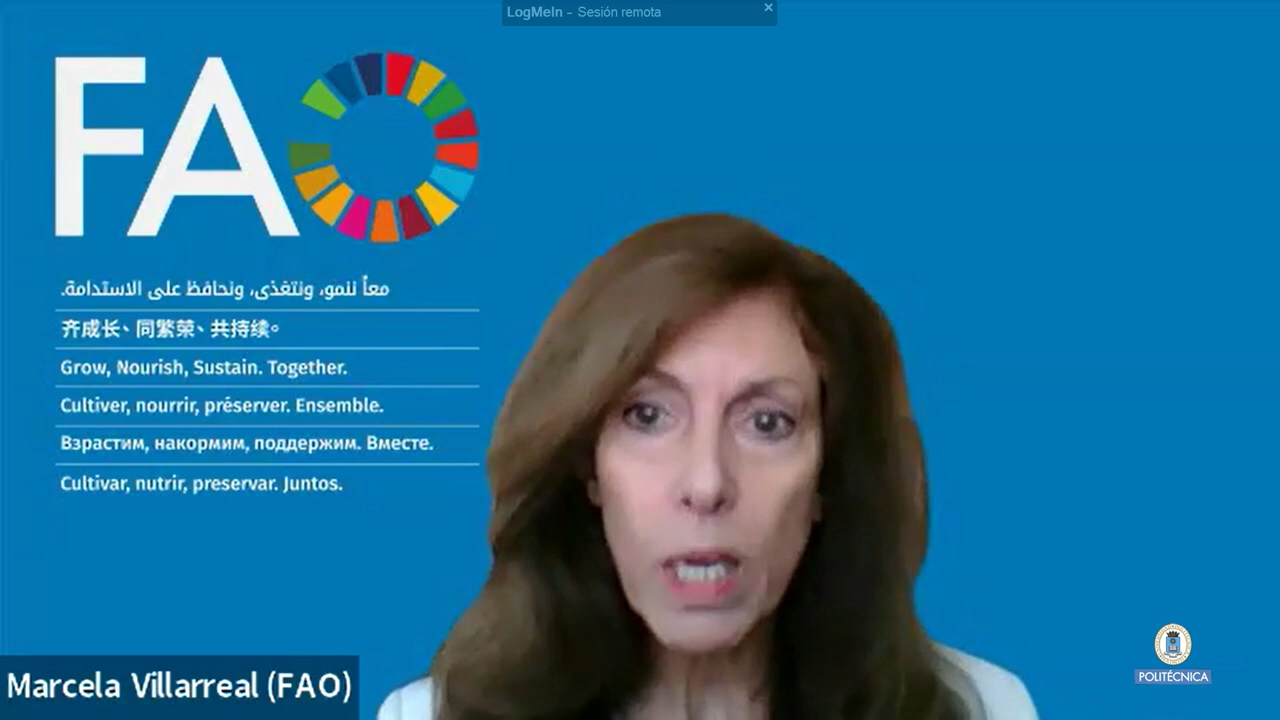 LogMeIn - Sesión remota
FAO
معاً ننمو، ونتغذى، ونحافظ على الاستدامة.
齐成长、同繁荣、共持续。
Grow, Nourish, Sustain. Together.
Cultiver, nourrir, préserver. Ensemble.
Взрастим, накормим, поддержим. Вместе.
Cultivar, nutrir, preservar. Juntos.
Marcela Villarreal (FAO)
POLITÉCNICA